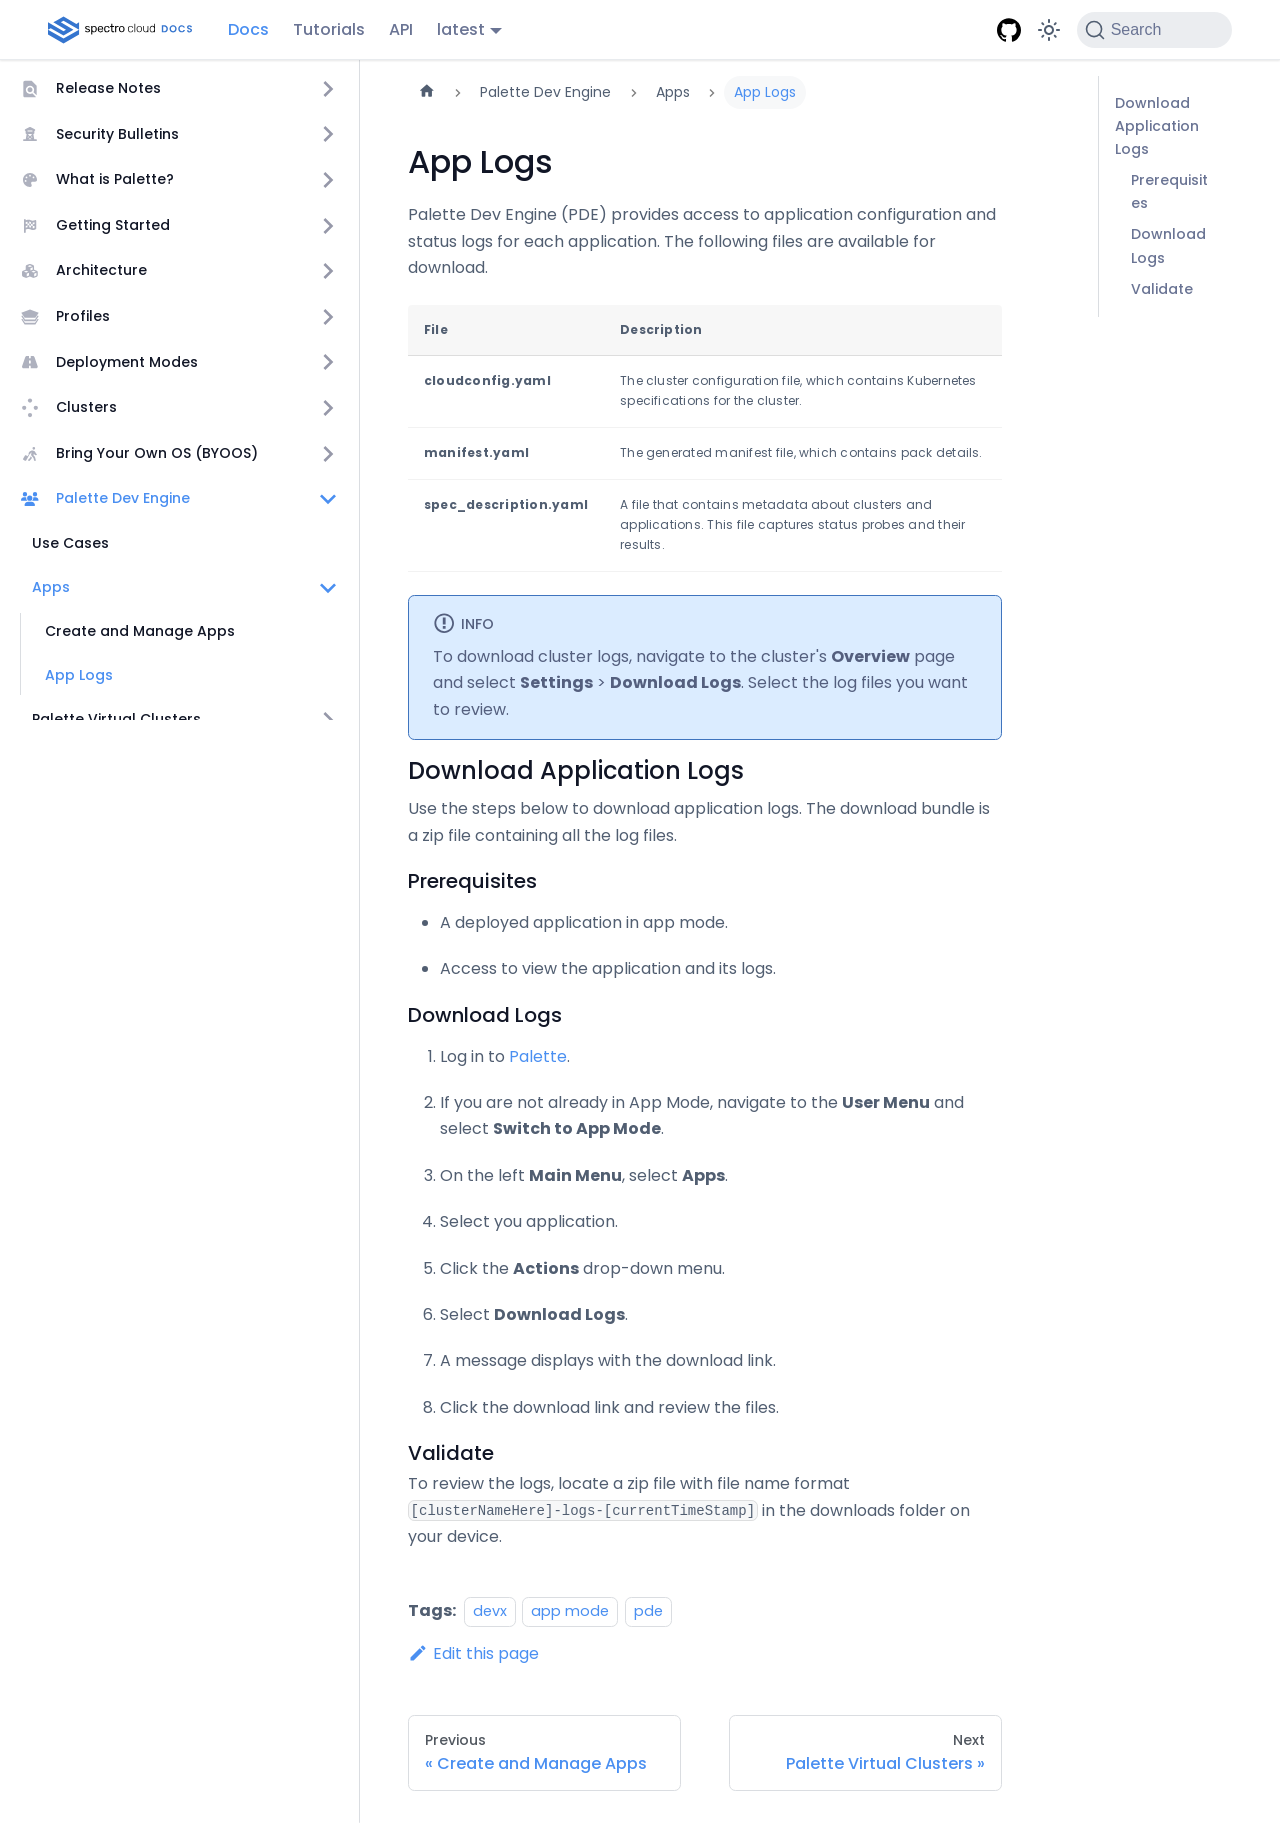 spectro cloud DOCS
Docs
Tutorials
API
latest
Search
Release Notes
Security Bulletins
What is Palette?
Getting Started
Architecture
Profiles
Deployment Modes
Clusters
Bring Your Own OS (BYOOS)
Palette Dev Engine
Use Cases
Apps
Create and Manage Apps
App Logs
Palette Virtual Clusters
Palette Dev Engine
Apps
App Logs
App Logs
Palette Dev Engine (PDE) provides access to application configuration and
status logs for each application. The following files are available for
download.
File Description
cloudconfig.yaml The cluster configuration file, which contains Kubernetes
specifications for the cluster.
manifest.yaml The generated manifest file, which contains pack details.
spec_description.yaml A file that contains metadata about clusters and
applications. This file captures status probes and their
results.
INFO
To download cluster logs, navigate to the cluster's Overview page
and select Settings > Download Logs. Select the log files you want
to review.
Download Application Logs
Use the steps below to download application logs. The download bundle is
a zip file containing all the log files.
Prerequisites
• A deployed application in app mode.
• Access to view the application and its logs.
Download Logs
1. Log in to Palette.
2. If you are not already in App Mode, navigate to the User Menu and
select Switch to App Mode.
3. On the left Main Menu, select Apps.
4. Select you application.
5. Click the Actions drop-down menu.
6. Select Download Logs.
7. A message displays with the download link.
8. Click the download link and review the files.
Validate
To review the logs, locate a zip file with file name format
[clusterNameHere]-logs-[currentTimeStamp] in the downloads folder on
your device.
Tags: devx app mode pde
Edit this page
Previous
« Create and Manage Apps
Next
Palette Virtual Clusters »
Download
Application
Logs
Prerequisit
es
Download
Logs
Validate